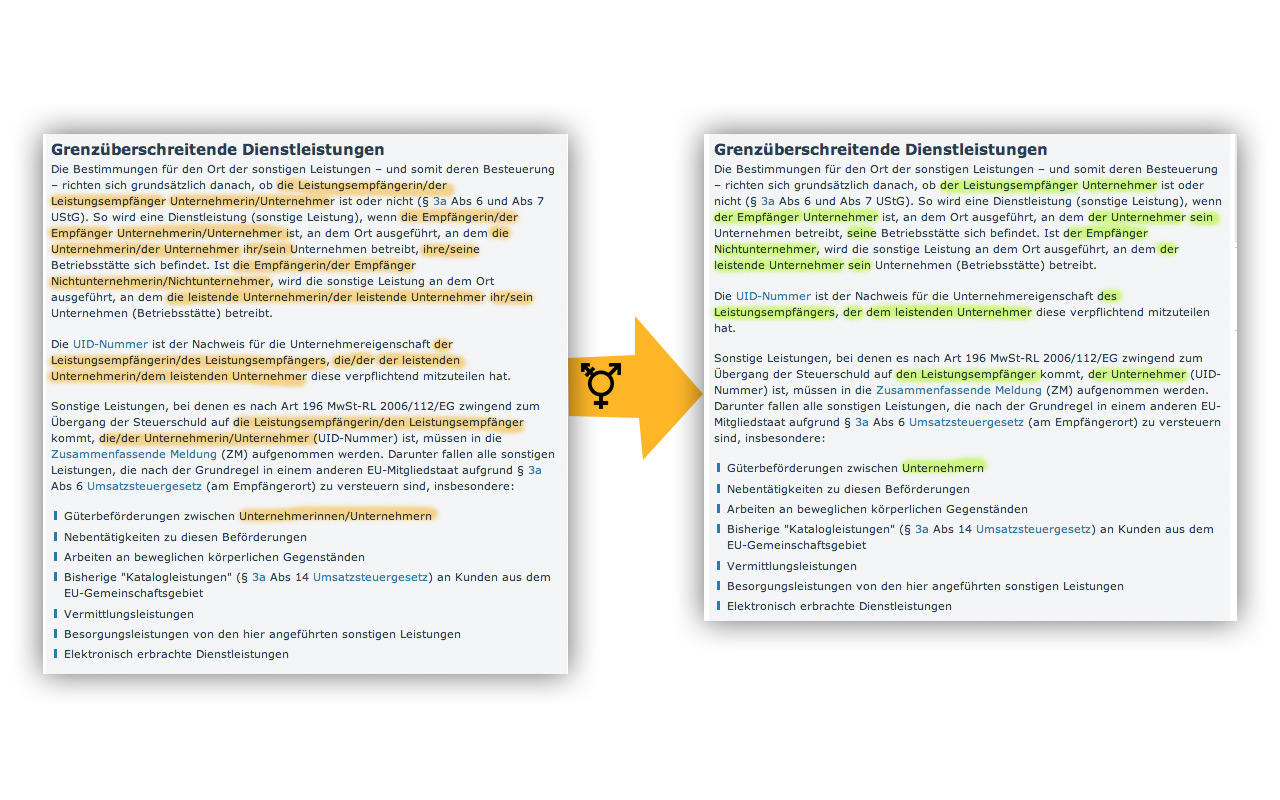 Grenzüberschreitende Dienstleistungen
Die Bestimmungen für den Ort der sonstigen Leistungen – und somit deren Besteuerung
– richten sich grundsätzlich danach, ob die Leistungsempfängerin/der
Leistungsempfänger Unternehmerin/Unternehmer ist oder nicht (§ 3a Abs 6 und Abs 7
UStG). So wird eine Dienstleistung (sonstige Leistung), wenn die Empfängerin/der
Empfänger Unternehmerin/Unternehmer ist, an dem Ort ausgeführt, an dem die
Unternehmerin/der Unternehmer ihr/sein Unternehmen betreibt, ihre/seine
Betriebsstätte sich befindet. Ist die Empfängerin/der Empfänger
Nichtunternehmerin/Nichtunternehmer, wird die sonstige Leistung an dem Ort
ausgeführt, an dem die leistende Unternehmerin/der leistende Unternehmer ihr/sein
Unternehmen (Betriebsstätte) betreibt.
Die UID-Nummer ist der Nachweis für die Unternehmereigenschaft der
Leistungsempfängerin/des Leistungsempfängers, die/der der leistenden
Unternehmerin/dem leistenden Unternehmer diese verpflichtend mitzuteilen hat.
Sonstige Leistungen, bei denen es nach Art 196 MwSt-RL 2006/112/EG zwingend zum
Übergang der Steuerschuld auf die Leistungsempfängerin/den Leistungsempfänger
kommt, die/der Unternehmerin/Unternehmer (UID-Nummer) ist, müssen in die
Zusammenfassende Meldung (ZM) aufgenommen werden. Darunter fallen alle sonstigen
Leistungen, die nach der Grundregel in einem anderen EU-Mitgliedstaat aufgrund § 3a
Abs 6 Umsatzsteuergesetz (am Empfängerort) zu versteuern sind, insbesondere:
Güterbeförderungen zwischen Unternehmerinnen/Unternehmern
Nebentätigkeiten zu diesen Beförderungen
Arbeiten an beweglichen körperlichen Gegenständen
Bisherige "Katalogleistungen" (§ 3a Abs 14 Umsatzsteuergesetz) an Kunden aus dem
EU-Gemeinschaftsgebiet
Vermittlungsleistungen
Besorgungsleistungen von den hier angeführten sonstigen Leistungen
Elektronisch erbrachte Dienstleistungen
Grenzüberschreitende Dienstleistungen
Die Bestimmungen für den Ort der sonstigen Leistungen – und somit deren Besteuerung
– richten sich grundsätzlich danach, ob der Leistungsempfänger Unternehmer ist oder
nicht (§ 3a Abs 6 und Abs 7 UStG). So wird eine Dienstleistung (sonstige Leistung), wenn
der Empfänger Unternehmer ist, an dem Ort ausgeführt, an dem der Unternehmer sein
Unternehmen betreibt, seine Betriebsstätte sich befindet. Ist der Empfänger
Nichtunternehmer, wird die sonstige Leistung an dem Ort ausgeführt, an dem der
leistende Unternehmer sein Unternehmen (Betriebsstätte) betreibt.
Die UID-Nummer ist der Nachweis für die Unternehmereigenschaft des
Leistungsempfängers, der dem leistenden Unternehmer diese verpflichtend mitzuteilen
hat.
Sonstige Leistungen, bei denen es nach Art 196 MwSt-RL 2006/112/EG zwingend zum
Übergang der Steuerschuld auf den Leistungsempfänger kommt, der Unternehmer (UID-
Nummer) ist, müssen in die Zusammenfassende Meldung (ZM) aufgenommen werden.
Darunter fallen alle sonstigen Leistungen, die nach der Grundregel in einem anderen EU-
Mitgliedstaat aufgrund § 3a Abs 6 Umsatzsteuergesetz (am Empfängerort) zu versteuern
sind, insbesondere:
Güterbeförderungen zwischen Unternehmern
Nebentätigkeiten zu diesen Beförderungen
Arbeiten an beweglichen körperlichen Gegenständen
Bisherige "Katalogleistungen" (§ 3a Abs 14 Umsatzsteuergesetz) an Kunden aus dem
EU-Gemeinschaftsgebiet
Vermittlungsleistungen
Besorgungsleistungen von den hier angeführten sonstigen Leistungen
Elektronisch erbrachte Dienstleistungen